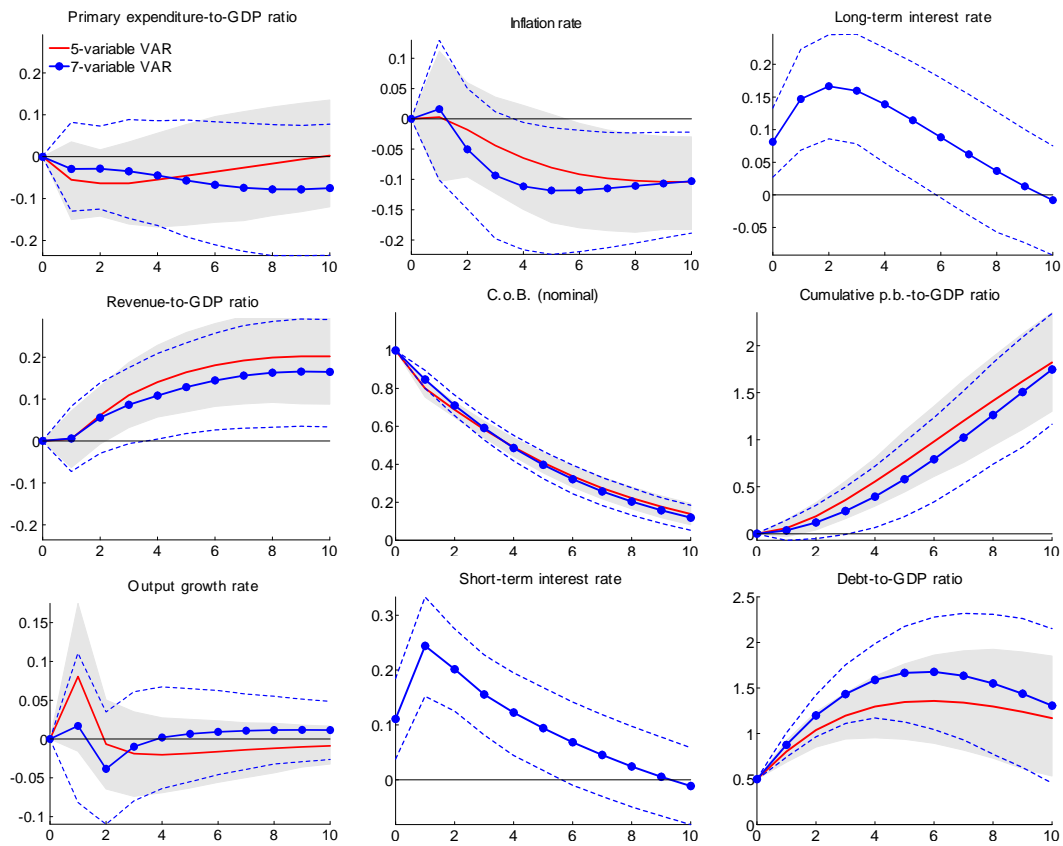 Primary expenditure-to-GDP ratio
5-variable VAR
7-variable VAR
0.2
0.1
0
-0.1
-0.2
0 2 4 6 8 10
Inflation rate
0.1
0.05
0
-0.05
-0.1
-0.15
-0.2
0 2 4 6 8 10
Long-term interest rate
0.2
0.15
0.1
0.05
0
-0.05
0 2 4 6 8 10
Revenue-to-GDP ratio
0.2
0.1
0
-0.1
-0.2
0 2 4 6 8 10
C.o.B. (nominal)
1
0.8
0.6
0.4
0.2
0
0 2 4 6 8 10
Cumulative p.b.-to-GDP ratio
2
1.5
1
0.5
0
0 2 4 6 8 10
Output growth rate
0.15
0.1
0.05
0
-0.05
-0.1
0 2 4 6 8 10
Short-term interest rate
0.3
0.2
0.1
0
0 2 4 6 8 10
Debt-to-GDP ratio
2.5
2
1.5
1
0.5
0
0 2 4 6 8 10